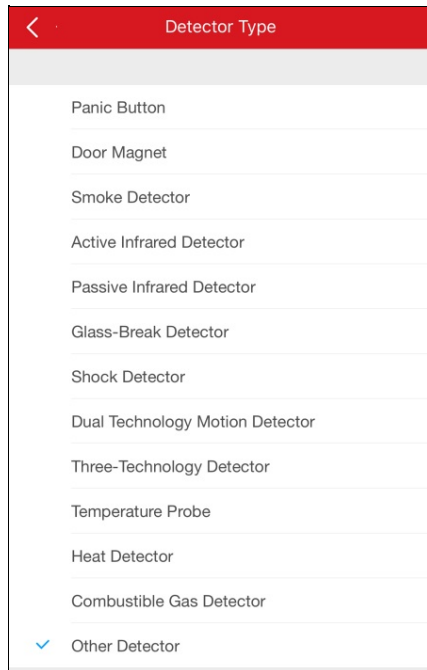 Detector Type
Panic Button
Door Magnet
Smoke Detector
Active Infrared Detector
Passive Infrared Detector
Glass-Break Detector
Shock Detector
Dual Technology Motion Detector
Three-Technology Detector
Temperature Probe
Heat Detector
Combustible Gas Detector
Other Detector